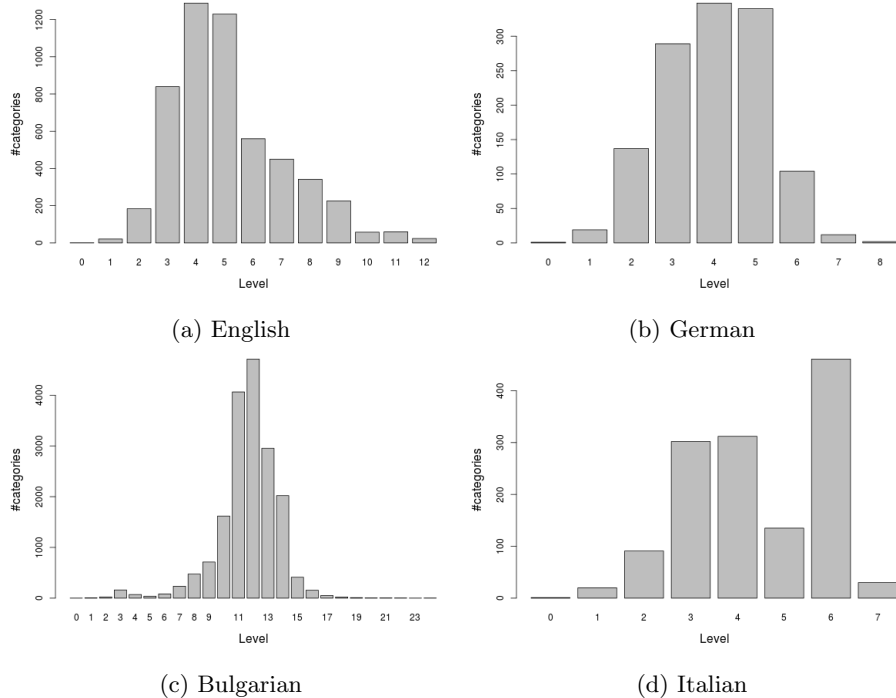 #categories
0 200 400 600 800 1000 1200
0 1 2 3 4 5 6 7 8 9 10 11 12
Level
(a) English
#categories
0 50 100 150 200 250 300
0 1 2 3 4 5 6 7 8
Level
(b) German
#categories
0 1000 2000 4000
0 1 2 3 4 5 6 7 8 9 11 13 15 17 19 21 23
Level
(c) Bulgarian
#categories
0 100 200 300 400
0 1 2 3 4 5 6 7
Level
(d) Italian